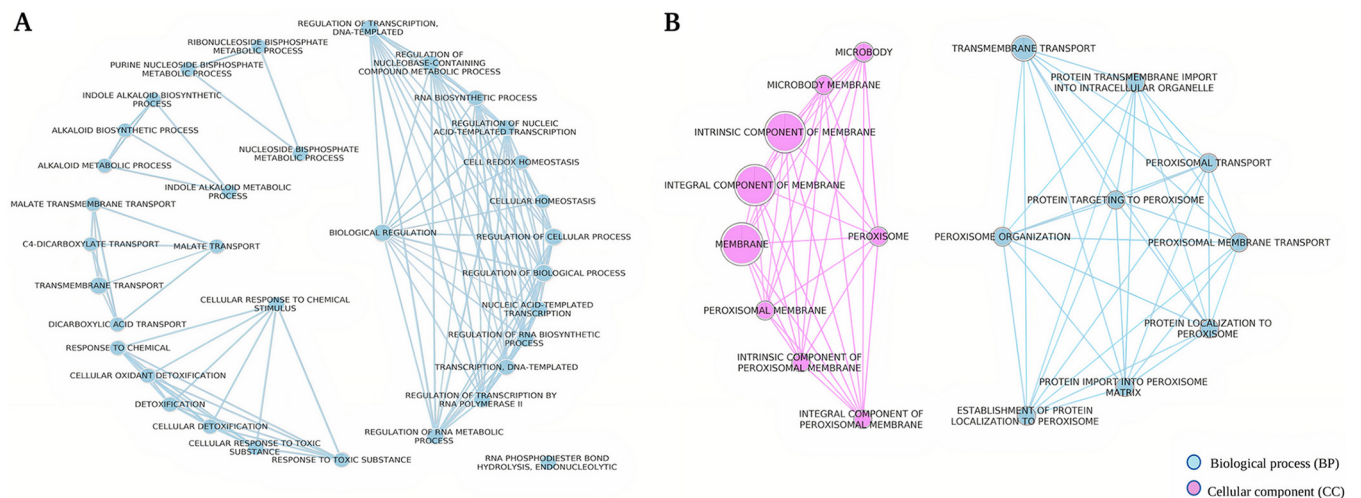 A
REGULATION OF TRANSCRIPTION,
DNA-TEMPLATED
RIBONUCLEOSIDE BISPHOSPHATE
METABOLIC PROCESS
REGULATION OF
NUCLEOBASE-CONTAINING
COMPOUND METABOLIC PROCESS
PURINE NUCLEOSIDE BISPHOSPHATE
METABOLIC PROCESS
INDOLE ALKALOID BIOSYNTHETIC
PROCESS
RNA BIOSYNTHETIC PROCESS
ALKALOID BIOSYNTHETIC PROCESS
REGULATION OF NUCLEIC
ACID-TEMPLATED TRANSCRIPTION
NUCLEOSIDE BISPHOSPHATE
METABOLIC PROCESS
ALKALOID METABOLIC PROCESS
CELL REDOX HOMEOSTASIS
INDOLE ALKALOID METABOLIC
PROCESS
MALATE TRANSMEMBRANE TRANSPORT
CELLULAR HOMEOSTASIS
BIOLOGICAL REGULATION
REGULATION OF CELLULAR PROCESS
C4-DICARBOXYLATE TRANSPORT
MALATE TRANSPORT
REGULATION OF BIOLOGICAL PROCESS
TRANSMEMBRANE TRANSPORT
CELLULAR RESPONSE TO CHEMICAL
STIMULUS
NUCLEIC ACID-TEMPLATED
TRANSCRIPTION
DICARBOXYLIC ACID TRANSPORT
REGULATION OF RNA BIOSYNTHETIC
PROCESS
RESPONSE TO CHEMICAL
TRANSCRIPTION, DNA-TEMPLATED
CELLULAR OXIDANT DETOXIFICATION
REGULATION OF TRANSCRIPTION BY
RNA POLYMERASE II
DETOXIFICATION
CELLULAR DETOXIFICATION
REGULATION OF RNA METABOLIC
PROCESS
CELLULAR RESPONSE TO TOXIC
SUBSTANCE
RESPONSE TO TOXIC SUBSTANCE
RNA PHOSPHODIESTER BOND
HYDROLYSIS, ENDONUCLEOLYTIC
B
MICROBODY
MICROBODY MEMBRANE
INTRINSIC COMPONENT OF MEMBRANE
INTEGRAL COMPONENT OF MEMBRANE
MEMBRANE
PEROXISOME
PEROXISOMAL MEMBRANE
INTRINSIC COMPONENT OF
PEROXISOMAL MEMBRANE
INTEGRAL COMPONENT OF
PEROXISOMAL MEMBRANE
TRANSMEMBRANE TRANSPORT
PROTEIN TRANSMEMBRANE IMPORT
INTO INTRACELLULAR ORGANELLE
PEROXISOMAL TRANSPORT
PROTEIN TARGETING TO PEROXISOME
PEROXISOME ORGANIZATION
PEROXISOMAL MEMBRANE TRANSPORT
PROTEIN LOCALIZATION TO
PEROXISOME
PROTEIN IMPORT INTO PEROXISOME
MATRIX
ESTABLISHMENT OF PROTEIN
LOCALIZATION TO PEROXISOME
Biological process (BP)
Cellular component (CC)